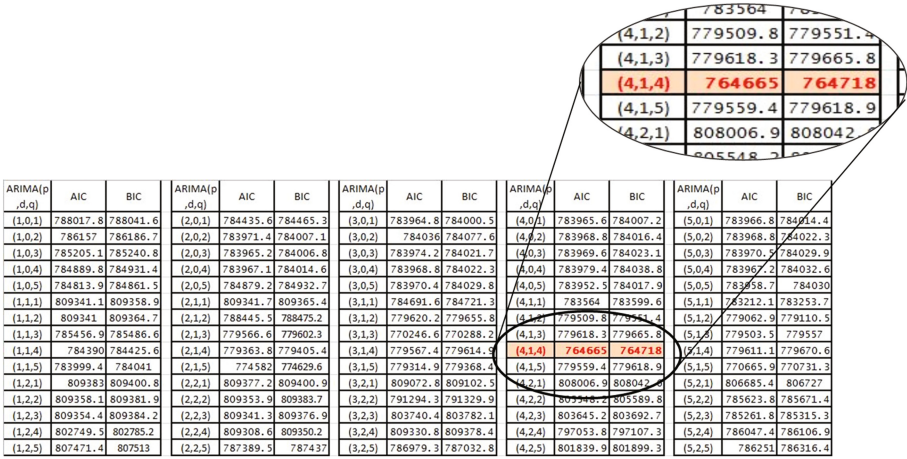 783564
(4,1,2) 779509.8 779551.4
(4,1,3) 779618.3 779665.8
(4,1,4) 764665 764718
(4,1,5) 779559.4 779618.9
(4,2,1) 808006.9 808042.
805548.2
ARIMA(p AIC BIC ARIMA(p AIC BIC ARIMA(p AIC BIC ARIMA(p AIC BIC ARIMA(p AIC BIC
,d,q) ,d,q) ,d,q) ,d,q) ,d,q)
(1,0,1) 788017.8 788041.6 (2,0,1) 784435.6 784465.3 (3,0,1) 783964.8 784000.5 (4,0,1) 783965.6 784007.2 (5,0,1) 783966.8 784014.4
(1,0,2) 786157 786186.7 (2,0,2) 783971.4 784007.1 (3,0,2) 784036 784077.6 (4,0,2) 783968.8 784016.4 (5,0,2) 783968.8 784022.3
(1,0,3) 785205.1 785240.8 (2,0,3) 783965.2 784006.8 (3,0,3) 783974.2 784021.7 (4,0,3) 783969.6 784023.1 (5,0,3) 783970.5 784029.9
(1,0,4) 784889.8 784931.4 (2,0,4) 783967.1 784014.6 (3,0,4) 783968.8 784022.3 (4,0,4) 783979.4 784038.8 (5,0,4) 783967.2 784032.6
(1,0,5) 784813.9 784861.5 (2,0,5) 784879.2 784932.7 (3,0,5) 783970.4 784029.8 (4,0,5) 783952.5 784017.9 (5,0,5) 783958.7 784030
(1,1,1) 809341.1 809358.9 (2,1,1) 809341.7 809365.4 (3,1,1) 784691.6 784721.3 (4,1,1) 783564 783599.6 (5,1,1) 783212.1 783253.7
(1,1,2) 809341 809364.7 (2,1,2) 788445.5 788475.2 (3,1,2) 779620.2 779655.8 (4,1,2) 779509.8 779551.4 (5,1,2) 779062.9 779110.5
(1,1,3) 785456.9 785486.6 (2,1,3) 779566.6 779602.3 (3,1,3) 770246.6 770288.2 (4,1,3) 779618.3 779665.8 (5,1,3) 779503.5 779557
(1,1,4) 784390 784425.6 (2,1,4) 779363.8 779405.4 (3,1,4) 779567.4 779614.9 (4,1,4) 764665 764718 (5,1,4) 779611.1 779670.6
(1,1,5) 783999.4 784041 (2,1,5) 774582 774629.6 (3,1,5) 779314.9 779368.4 (4,1,5) 779559.4 779618.9 (5,1,5) 770665.9 770731.3
(1,2,1) 809383 809400.8 (2,2,1) 809377.2 809400.9 (3,2,1) 809072.8 809102.5 (4,2,1) 808006.9 808042. (5,2,1) 806685.4 806727
(1,2,2) 809358.1 809381.9 (2,2,2) 809353.9 809383.7 (3,2,2) 791294.3 791329.9 (4,2,2) 805548.2 805589.8 (5,2,2) 785623.8 785671.4
(1,2,3) 809354.4 809384.2 (2,2,3) 809341.3 809376.9 (3,2,3) 803740.4 803782.1 (4,2,3) 803645.2 803692.7 (5,2,3) 785261.8 785315.3
(1,2,4) 802749.5 802785.2 (2,2,4) 809308.6 809350.2 (3,2,4) 809330.8 809378.4 (4,2,4) 797053.8 797107.3 (5,2,4) 786047.4 786106.9
(1,2,5) 807471.4 807513 (2,2,5) 787389.5 787437 (3,2,5) 786979.3 787032.8 (4,2,5) 801839.9 801899.3 (5,2,5) 786251 786316.4